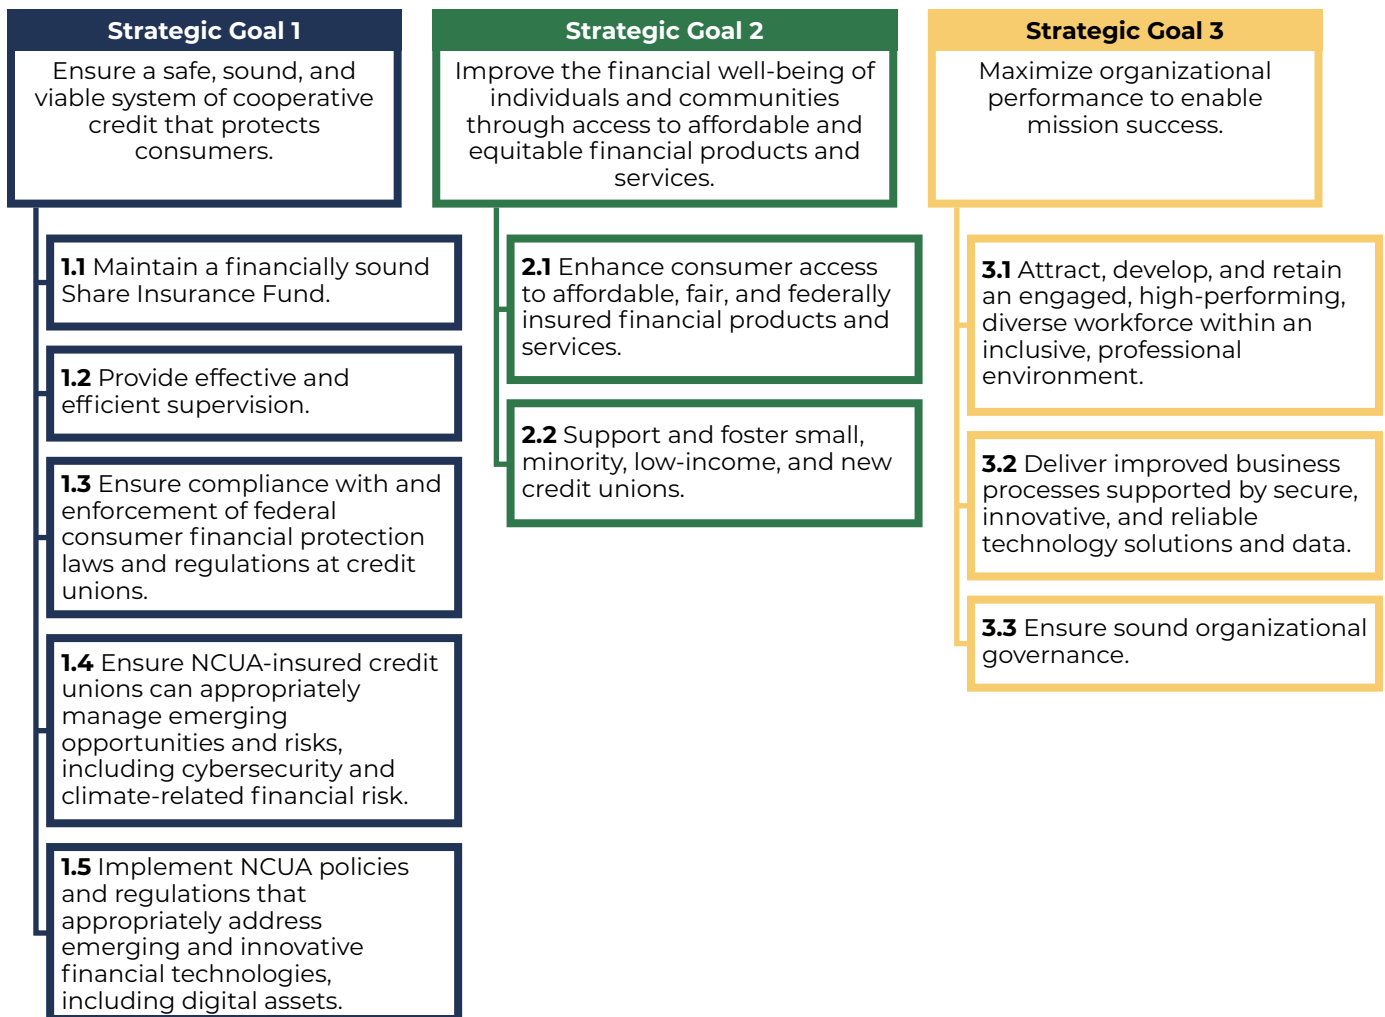 Strategic Goal 1
Ensure a safe, sound, and
viable system of cooperative
credit that protects
consumers.
1.1 Maintain a financially sound
Share Insurance Fund.
1.2 Provide effective and
efficient supervision.
1.3 Ensure compliance with and
enforcement of federal
consumer financial protection
laws and regulations at credit
unions.
1.4 Ensure NCUA-insured credit
unions can appropriately
manage emerging
opportunities and risks,
including cybersecurity and
climate-related financial risk.
1.5 Implement NCUA policies
and regulations that
appropriately address
emerging and innovative
financial technologies,
including digital assets.
Strategic Goal 2
Improve the financial well-being of
individuals and communities
through access to affordable and
equitable financial products and
services.
2.1 Enhance consumer access
to affordable, fair, and federally
insured financial products and
services.
2.2 Support and foster small,
minority, low-income, and new
credit unions.
Strategic Goal 3
Maximize organizational
performance to enable
mission success.
3.1 Attract, develop, and retain
an engaged, high-performing,
diverse workforce within an
inclusive, professional
environment.
3.2 Deliver improved business
processes supported by secure,
innovative, and reliable
technology solutions and data.
3.3 Ensure sound organizational
governance.